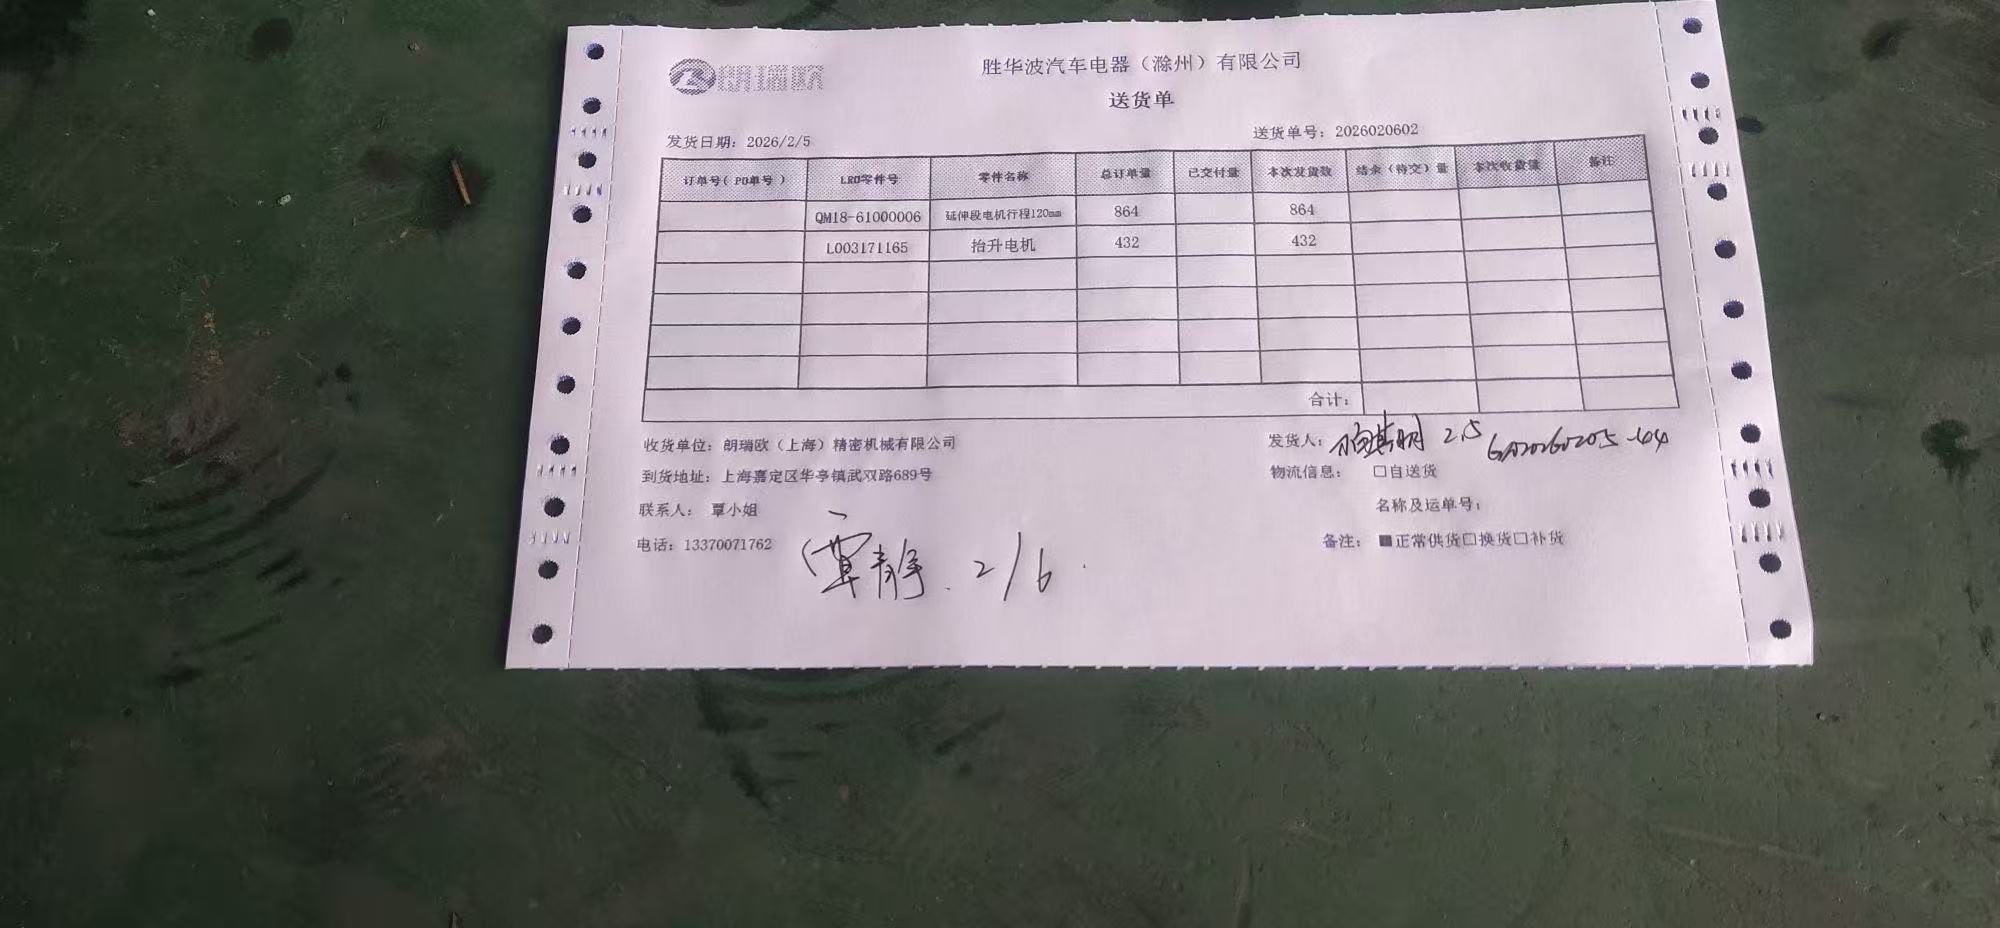 朗瑞欧
胜华波汽车电器（滁州）有限公司
送货单
发货日期：2026/2/5
送货单号：2026020602
订单号（PO单号） LRO零件号 零件名称 总订单量 已交付量 本次发货数 结余（待交）量 本次收货量 备注
QM18-61000006 延伸段电机行程120mm 864 864
L003171165 抬升电机 432 432
合计：
收货单位：朗瑞欧（上海）精密机械有限公司
发货人： 2.5
到货地址：上海嘉定区华亭镇武双路689号
物流信息： □自送货
联系人： 覃小姐
名称及运单号：
电话：13370071762
备注： ■正常供货□换货□补货
覃静. 2/6.